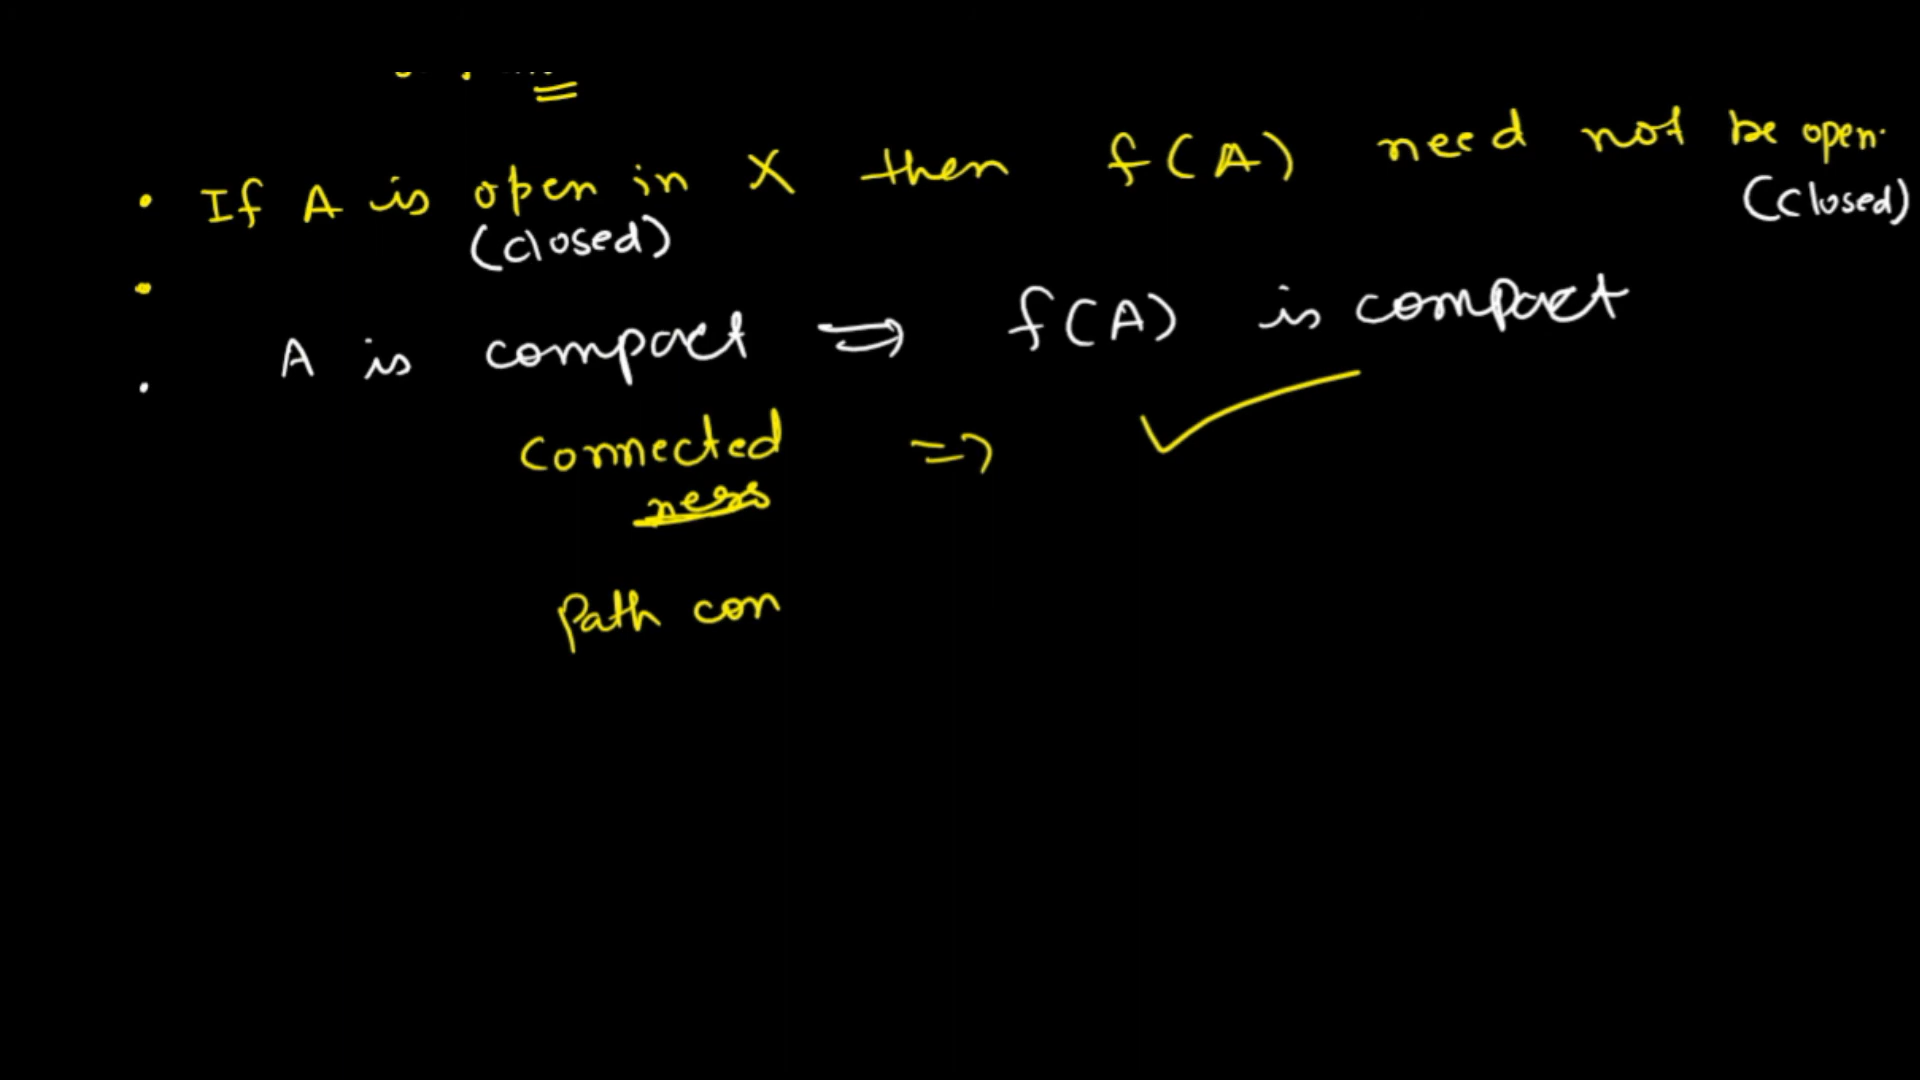 • If A is open in X then f(A) need not be open.
(closed) (closed)
•
A is compact ⇒ f(A) is compact
•
Connected => ✓
ness
Path con